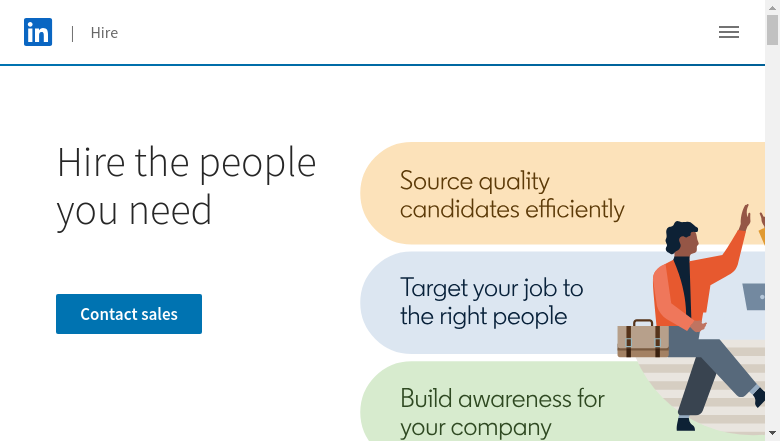 in | Hire
Hire the people
you need
Contact sales
Source quality
candidates efficiently
Target your job to
the right people
Build awareness for
your company